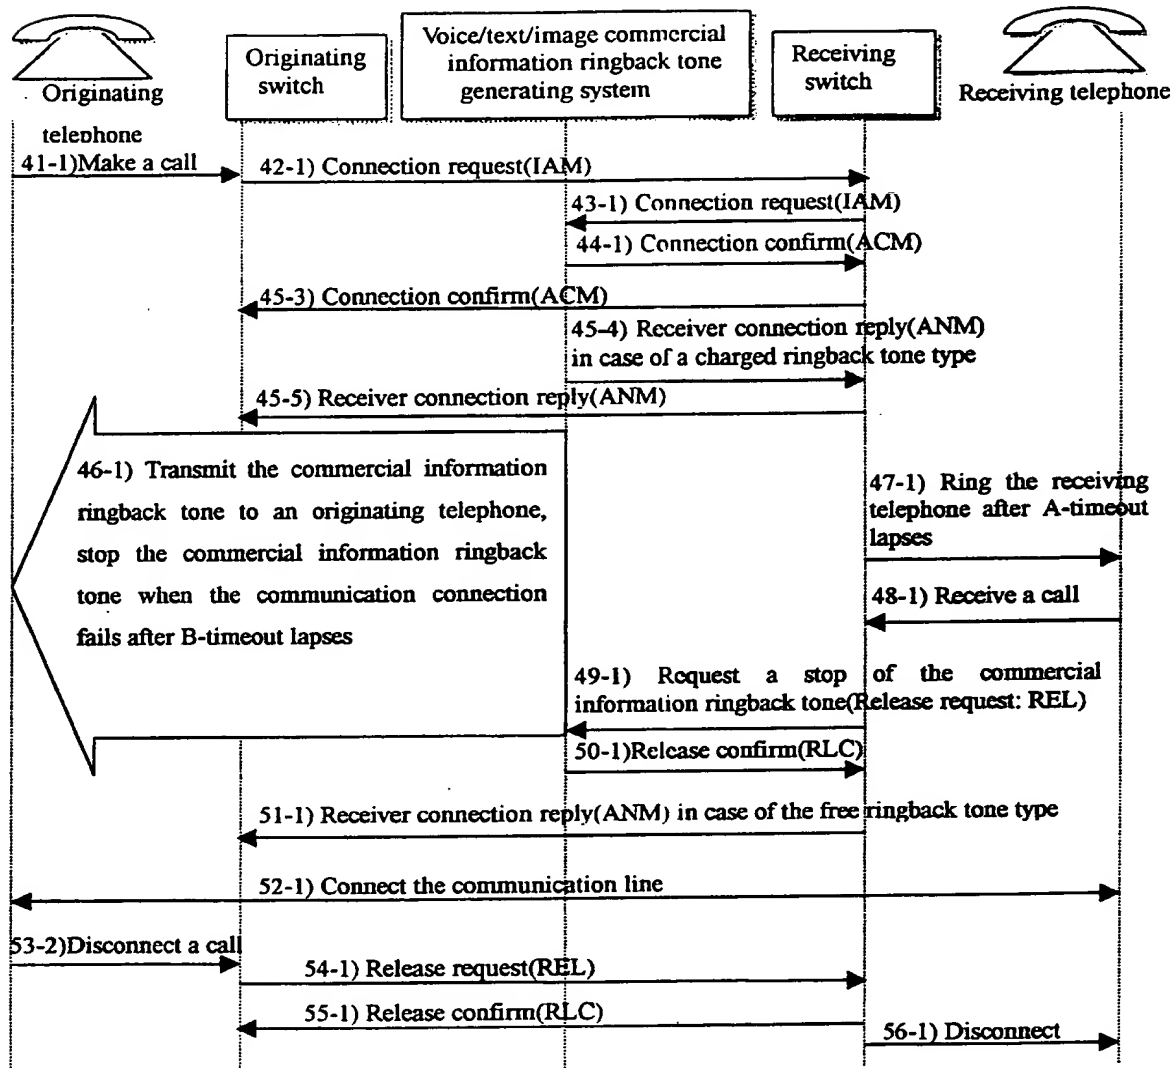 Originating
telephone
Originating
switch
Voice/text/image commercial
information ringback tone
generating system
Receiving
switch
Receiving telephone
41-1)Make a call
42-1) Connection request(IAM)
43-1) Connection request(IAM)
44-1) Connection confirm(ACM)
45-3) Connection confirm(ACM)
45-4) Receiver connection reply(ANM)
in case of a charged ringback tone type
45-5) Receiver connection reply(ANM)
46-1) Transmit the commercial information
ringback tone to an originating telephone,
stop the commercial information ringback
tone when the communication connection
fails after B-timeout lapses
47-1) Ring the receiving
telephone after A-timeout
lapses
48-1) Receive a call
49-1) Request a stop of the commercial
information ringback tone(Release request: REL)
50-1)Release confirm(RLC)
51-1) Receiver connection reply(ANM) in case of the free ringback tone type
52-1) Connect the communication line
53-2)Disconnect a call
54-1) Release request(REL)
55-1) Release confirm(RLC)
56-1) Disconnect